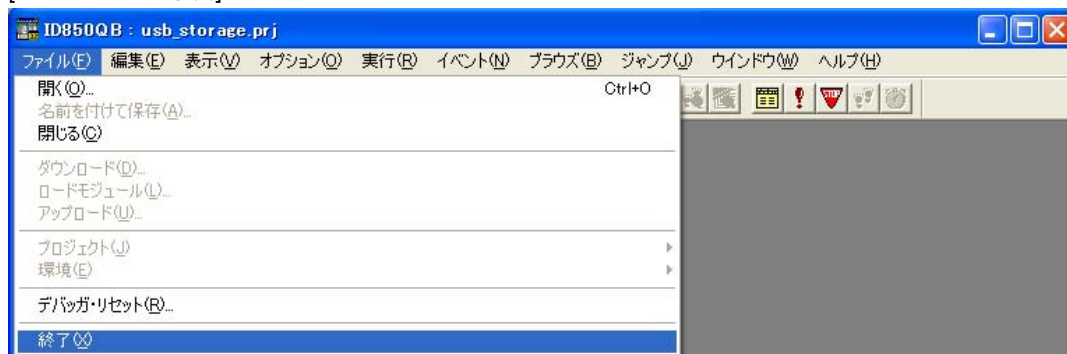 ID850QB : usb_storage.prj
ファイル(F) 編集(E) 表示(V) オプション(O) 実行(R) イベント(N) ブラウズ(B) ジャンプ(J) ウインドウ(W) ヘルプ(H)
開く(O)... Ctrl+O
名前を付けて保存(A)...
閉じる(C)
ダウンロード(D)...
ロードモジュール(L)...
アップロード(U)...
プロジェクト(J)
環境(E)
デバッガ・リセット(R)...
終了(X)